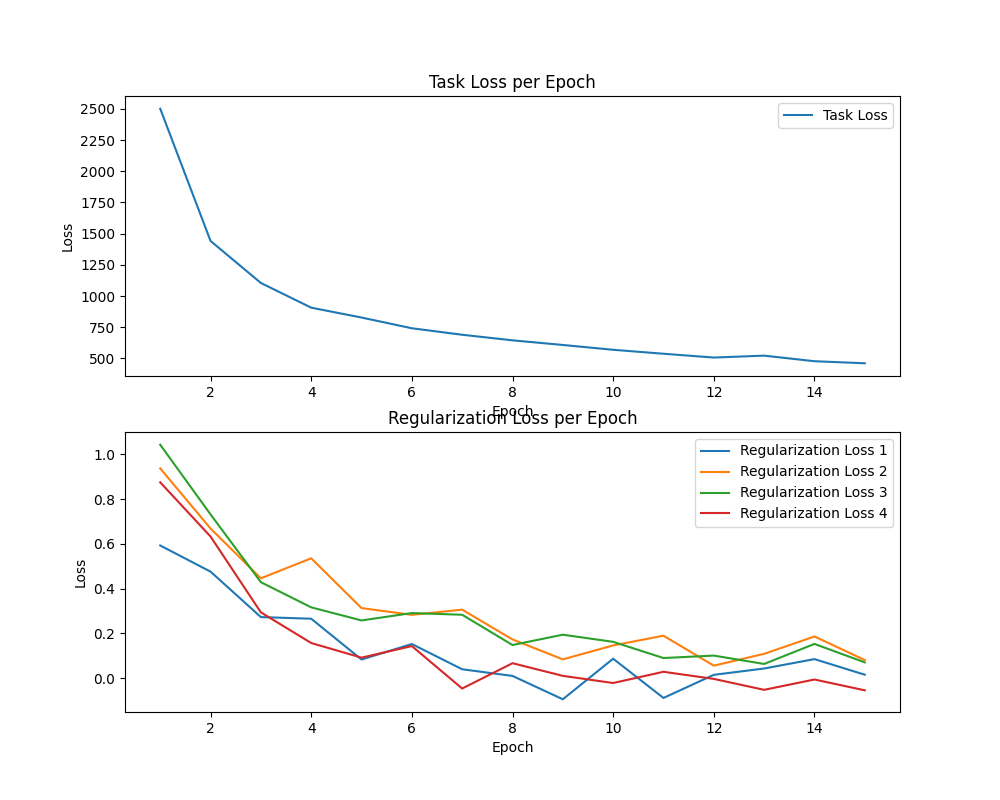 Task Loss per Epoch
Loss
2500
2250
2000
1750
1500
1250
1000
750
500
Task Loss
2 4 6 8 10 12 14
Epoch
Regularization Loss per Epoch
Loss
1.0
0.8
0.6
0.4
0.2
0.0
Regularization Loss 1
Regularization Loss 2
Regularization Loss 3
Regularization Loss 4
2 4 6 8 10 12 14
Epoch